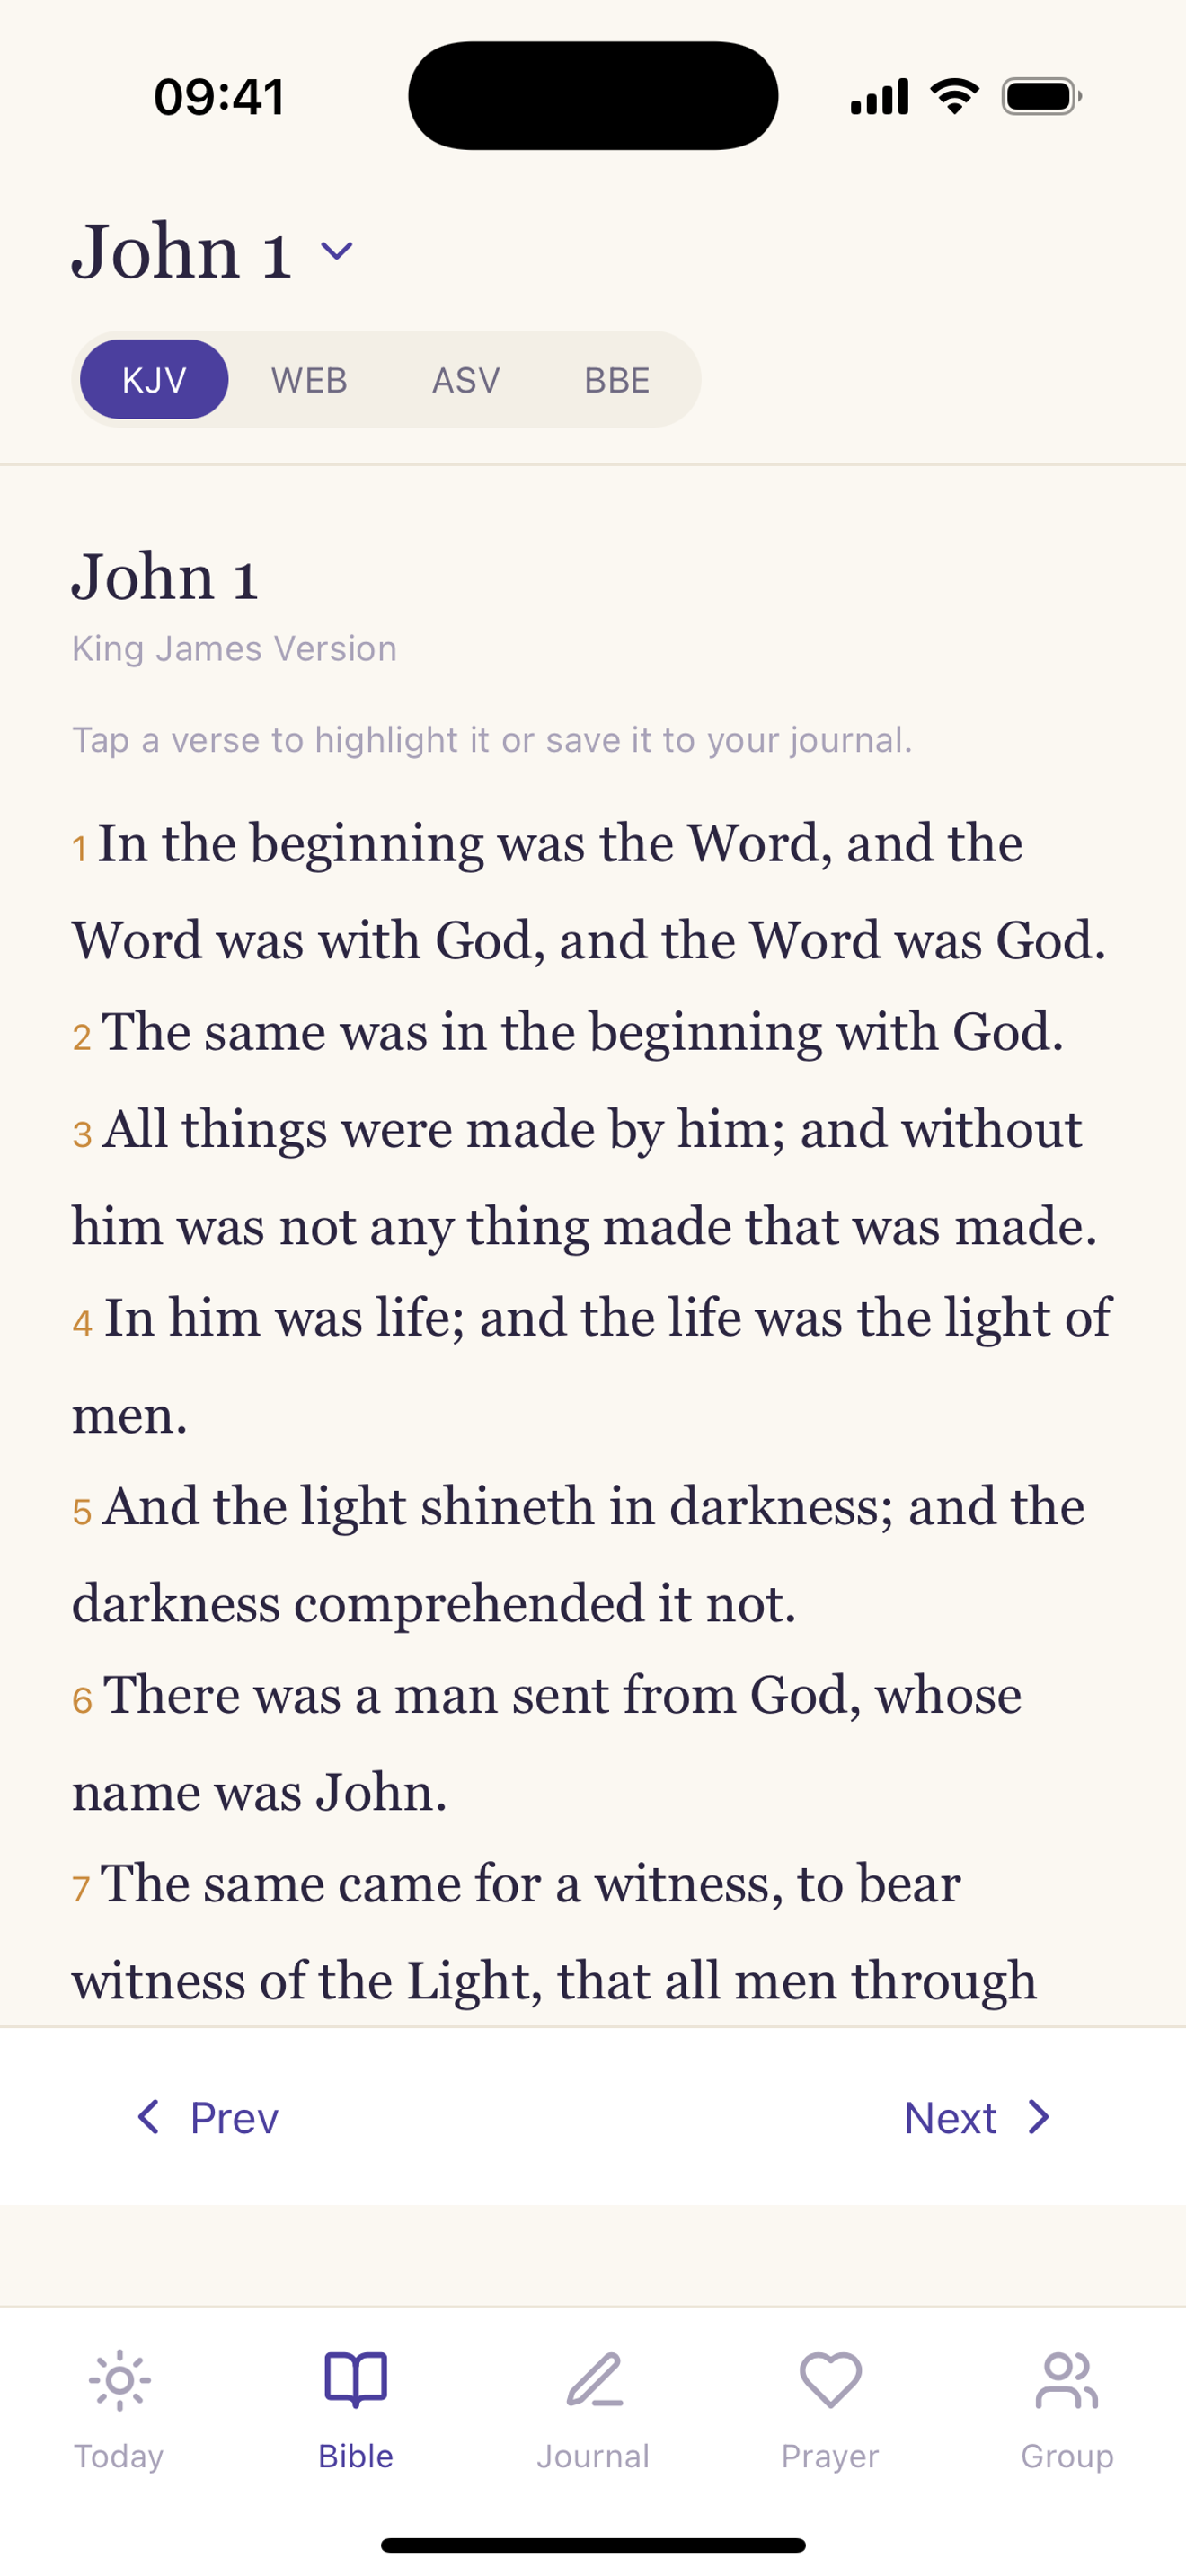 09:41
John 1
KJV WEB ASV BBE
John 1
King James Version
Tap a verse to highlight it or save it to your journal.
1 In the beginning was the Word, and the
Word was with God, and the Word was God.
2 The same was in the beginning with God.
3 All things were made by him; and without
him was not any thing made that was made.
4 In him was life; and the life was the light of
men.
5 And the light shineth in darkness; and the
darkness comprehended it not.
6 There was a man sent from God, whose
name was John.
7 The same came for a witness, to bear
witness of the Light, that all men through
Prev Next
Today Bible Journal Prayer Group